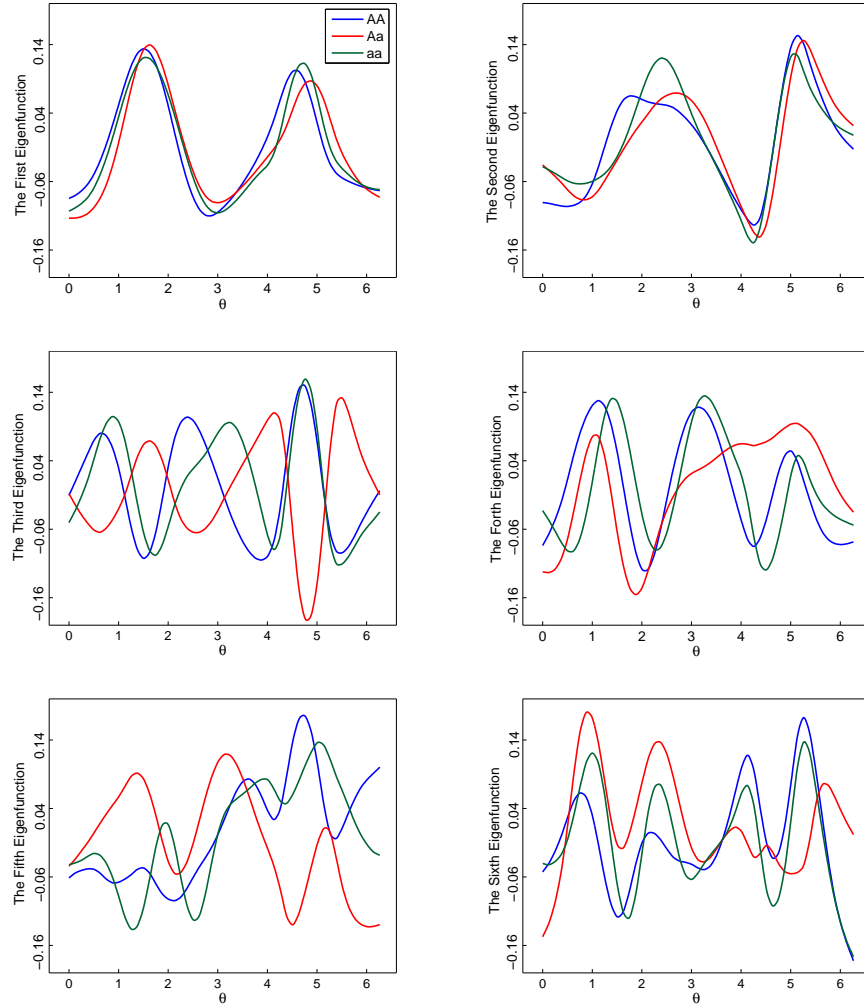 AA
Aa
aa
The First Eigenfunction
0.14
0.04
−0.06
−0.16
0 1 2 3 4 5 6
θ
The Second Eigenfunction
0.14
0.04
−0.06
−0.16
0 1 2 3 4 5 6
θ
The Third Eigenfunction
0.14
0.04
−0.06
−0.16
0 1 2 3 4 5 6
θ
The Forth Eigenfunction
0.14
0.04
−0.06
−0.16
0 1 2 3 4 5 6
θ
The Fifth Eigenfunction
0.14
0.04
−0.06
−0.16
0 1 2 3 4 5 6
θ
The Sixth Eigenfunction
0.14
0.04
−0.06
−0.16
0 1 2 3 4 5 6
θ